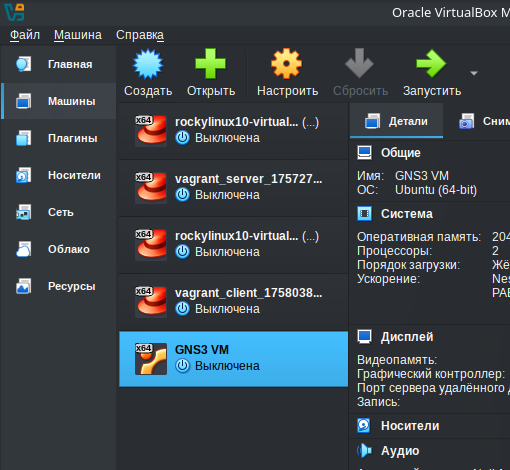 Oracle VirtualBox M
Файл Машина Справка
Главная
Машины
Плагины
Носители
Сеть
Облако
Ресурсы
Создать Открыть Настроить Сбросить Запустить
x64
rockylinux10-virtual... (...)
Выключена
x64
vagrant_server_175727...
Выключена
x64
rockylinux10-virtual... (...)
Выключена
x64
vagrant_client_1758038...
Выключена
x64
GNS3 VM
Выключена
Детали Сним
Общие
Имя: GNS3 VM
ОС: Ubuntu (64-bit)
Система
Оперативная память: 204
Процессоры: 2
Порядок загрузки: Жё
Ускорение: Nes
PAE
Дисплей
Видеопамять:
Графический контроллер:
Порт сервера удалённого д
Запись:
Носители
Аудио